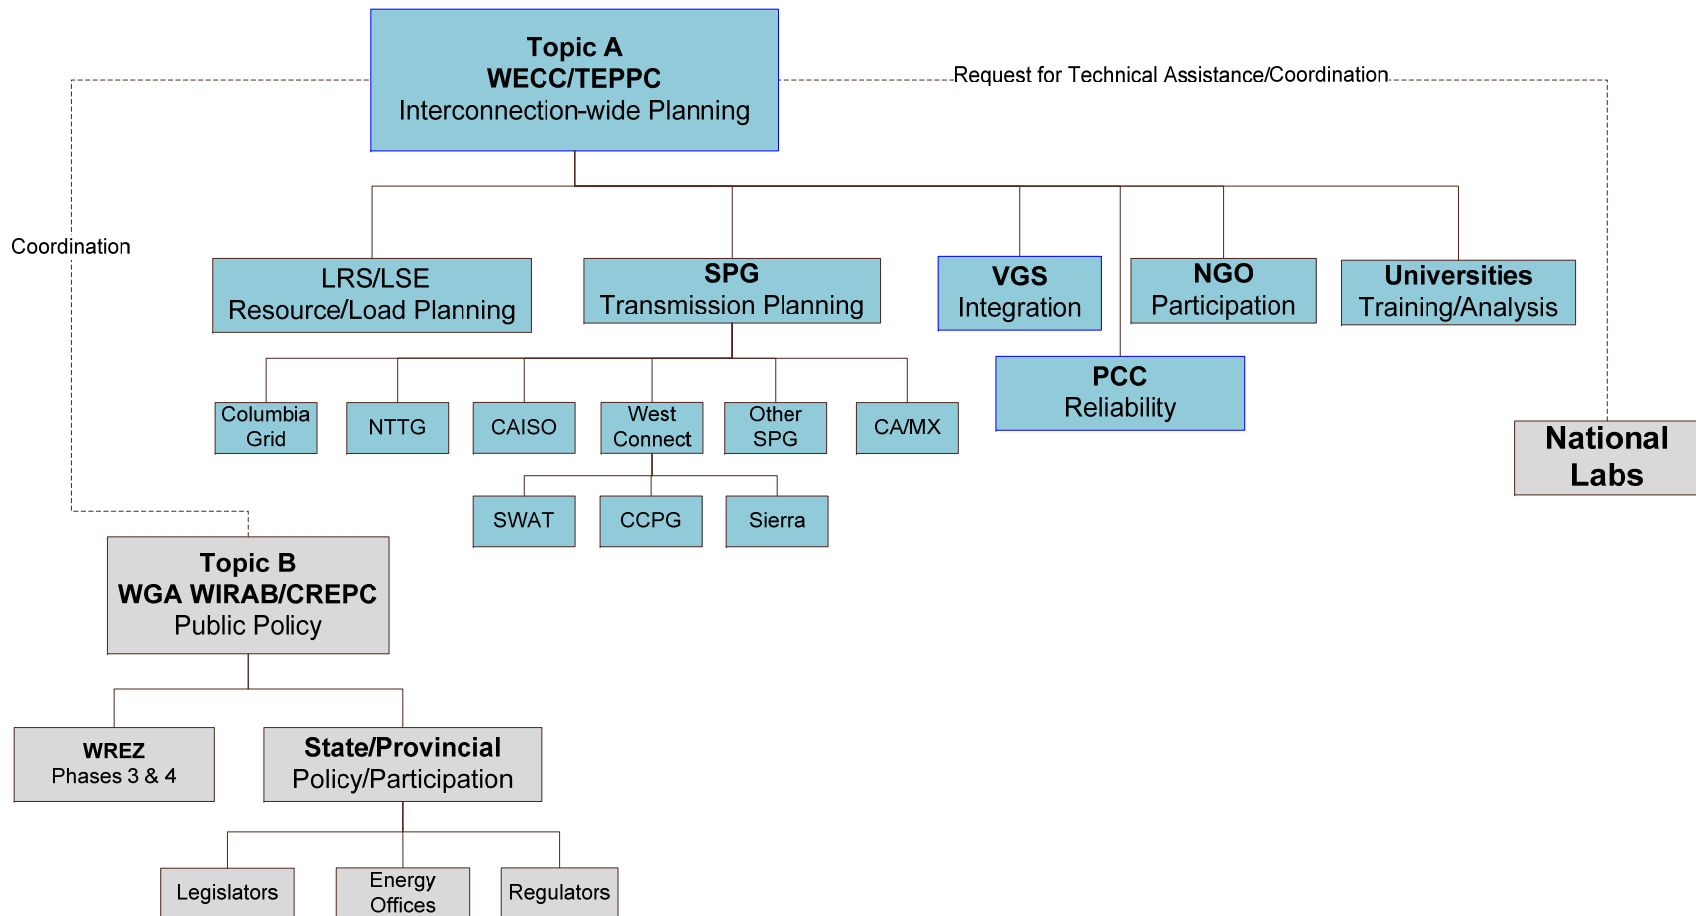 Topic A
WECC/TEPPC
Interconnection-wide Planning
Request for Technical Assistance/Coordination
Coordination
LRS/LSE
Resource/Load Planning
SPG
Transmission Planning
VGS
Integration
NGO
Participation
Universities
Training/Analysis
PCC
Reliability
Columbia
Grid
NTTG
CAISO
West
Connect
Other
SPG
CA/MX
National
Labs
SWAT
CCPG
Sierra
Topic B
WGA WIRAB/CREPC
Public Policy
WREZ
Phases 3 & 4
State/Provincial
Policy/Participation
Legislators
Energy
Offices
Regulators